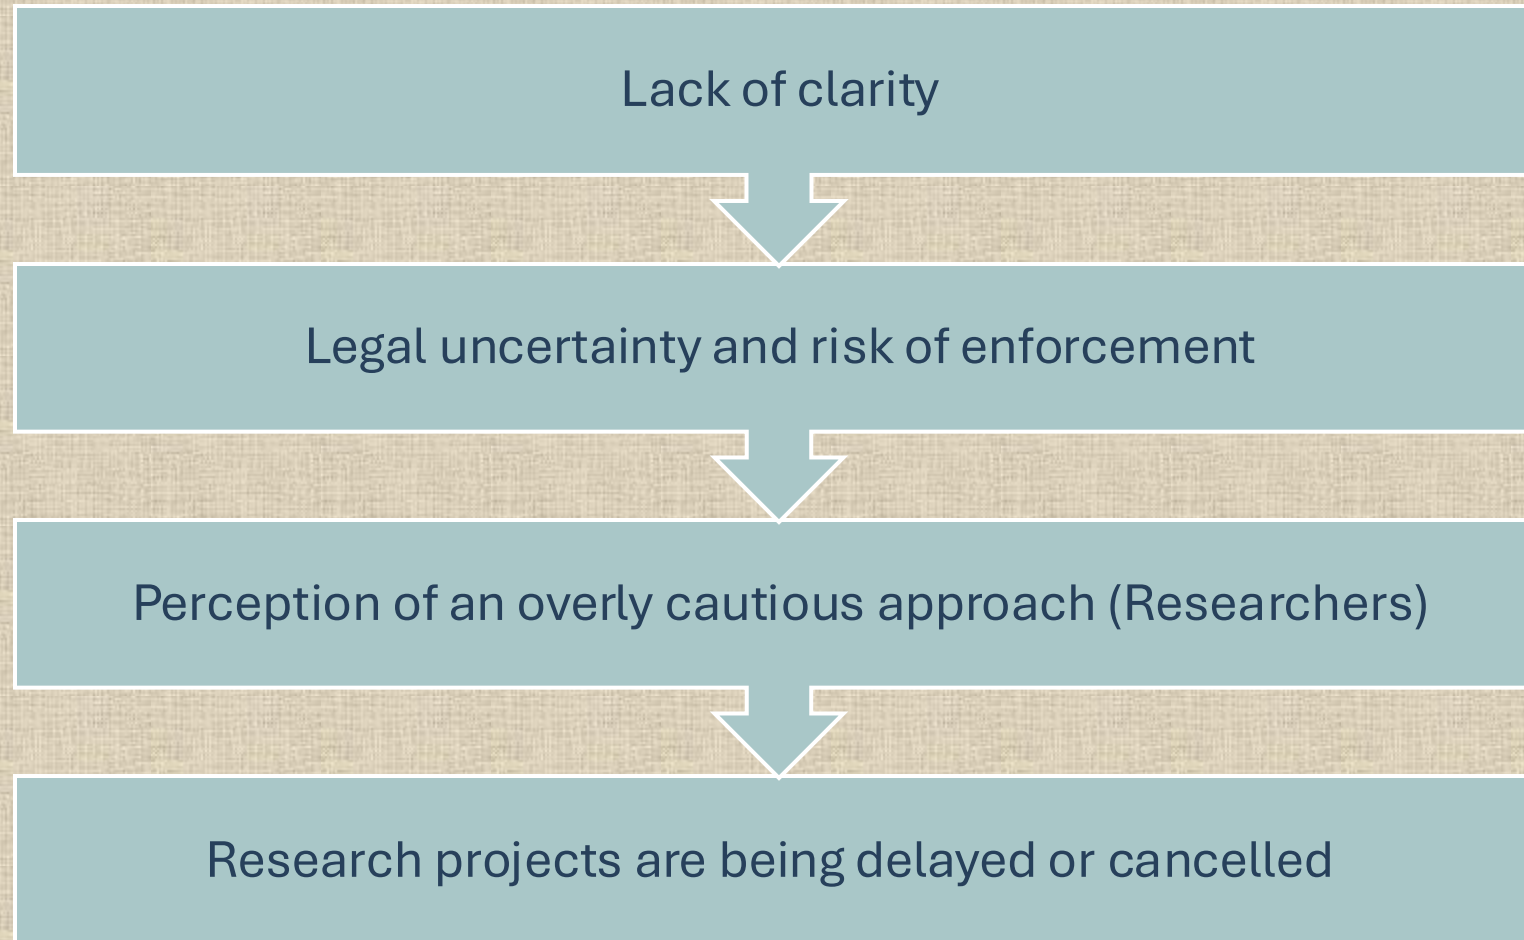 Lack of clarity
Legal uncertainty and risk of enforcement
Perception of an overly cautious approach (Researchers)
Research projects are being delayed or cancelled